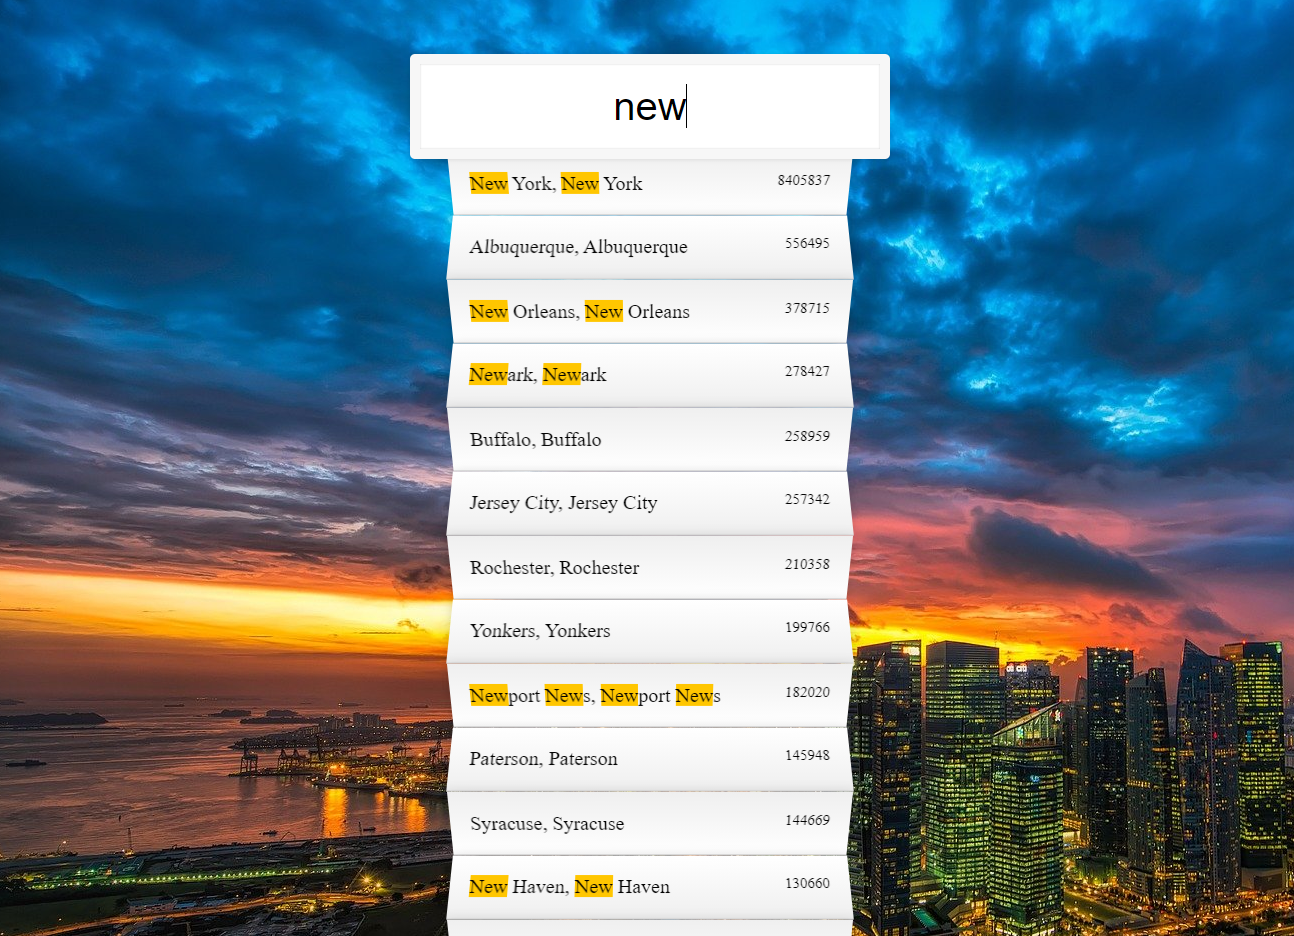 new
New York, New York 8405837
Albuquerque, Albuquerque 556495
New Orleans, New Orleans 378715
Newark, Newark 278427
Buffalo, Buffalo 258959
Jersey City, Jersey City 257342
Rochester, Rochester 210358
Yonkers, Yonkers 199766
Newport News, Newport News 182020
Paterson, Paterson 145948
Syracuse, Syracuse 144669
New Haven, New Haven 130660
citi